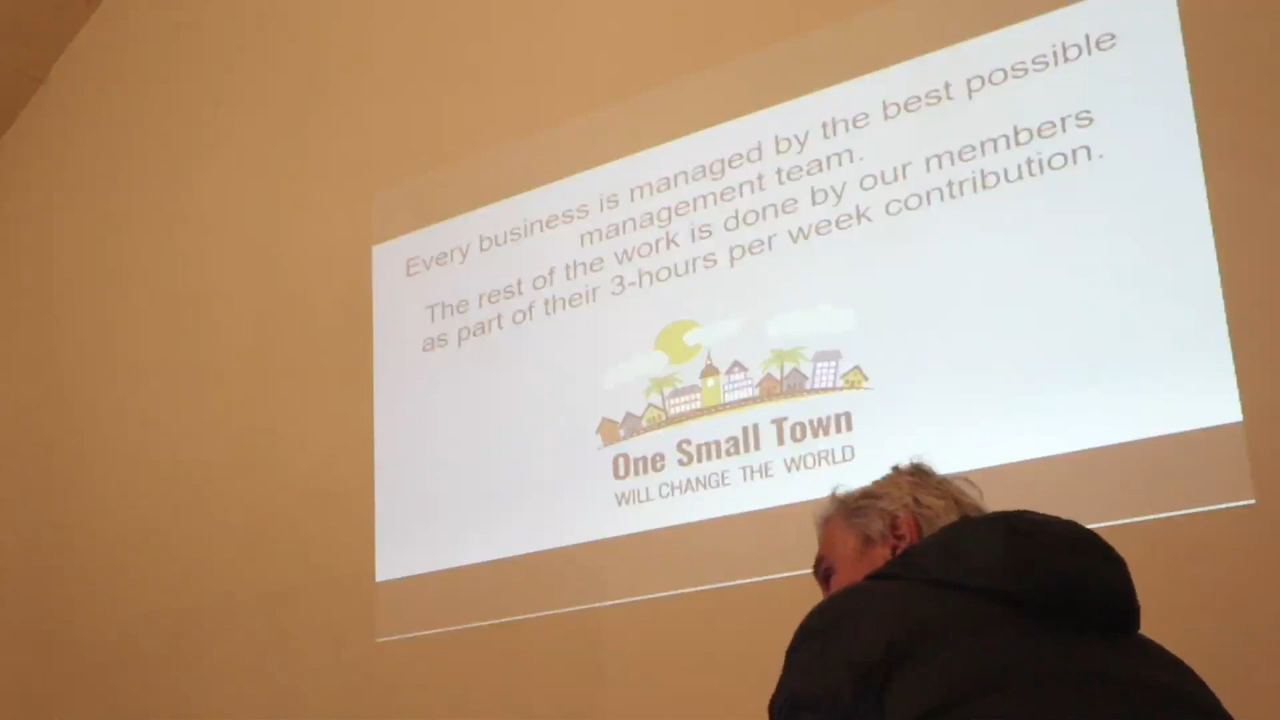 Every business is managed by the best possible
management team.
The rest of the work is done by our members
as part of their 3-hours per week contribution.
One Small Town
WILL CHANGE THE WORLD